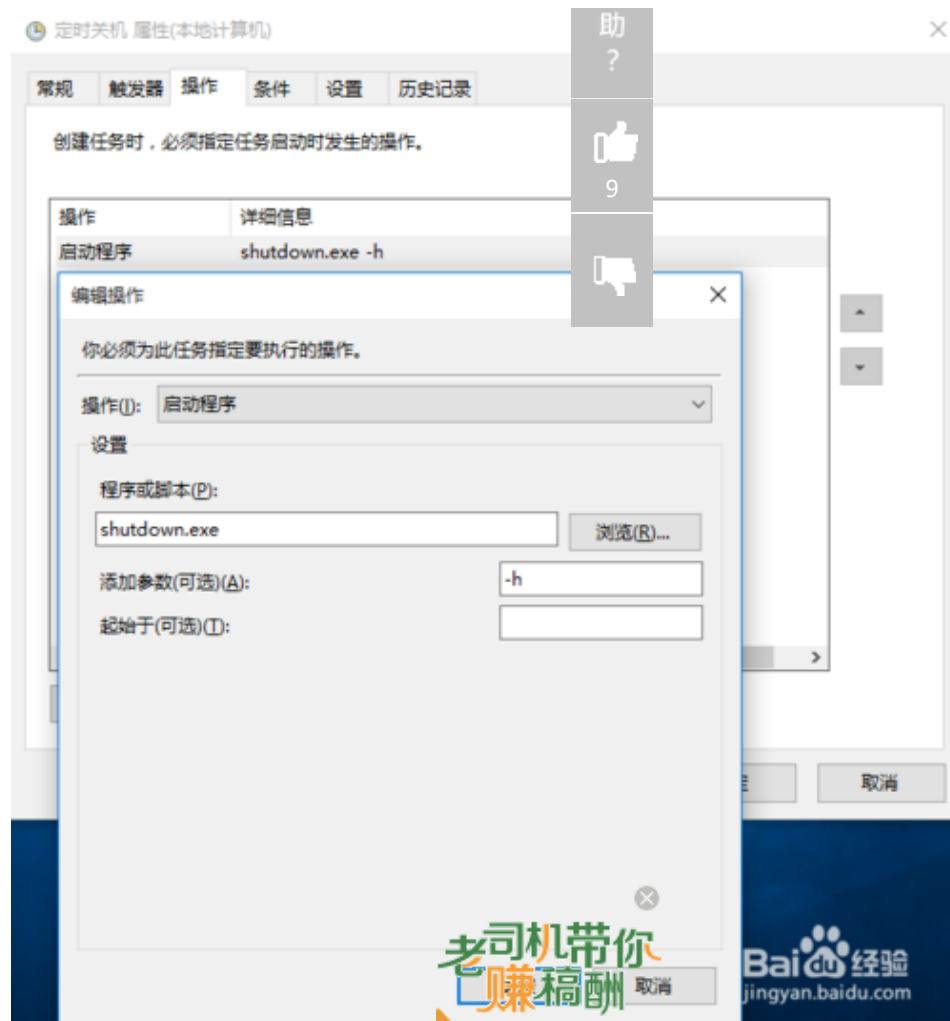 定时关机 属性(本地计算机)
助
?
常规 触发器 操作 条件 设置 历史记录
创建任务时，必须指定任务启动时发生的操作。
9
操作 详细信息
启动程序 shutdown.exe -h
编辑操作
你必须为此任务指定要执行的操作。
操作(I): 启动程序
设置
程序或脚本(P):
shutdown.exe 浏览(R)...
添加参数(可选)(A): -h
起始于(可选)(T):
取消
老司机带你
赚稿酬
取消
Baidu经验
jingyan.baidu.com